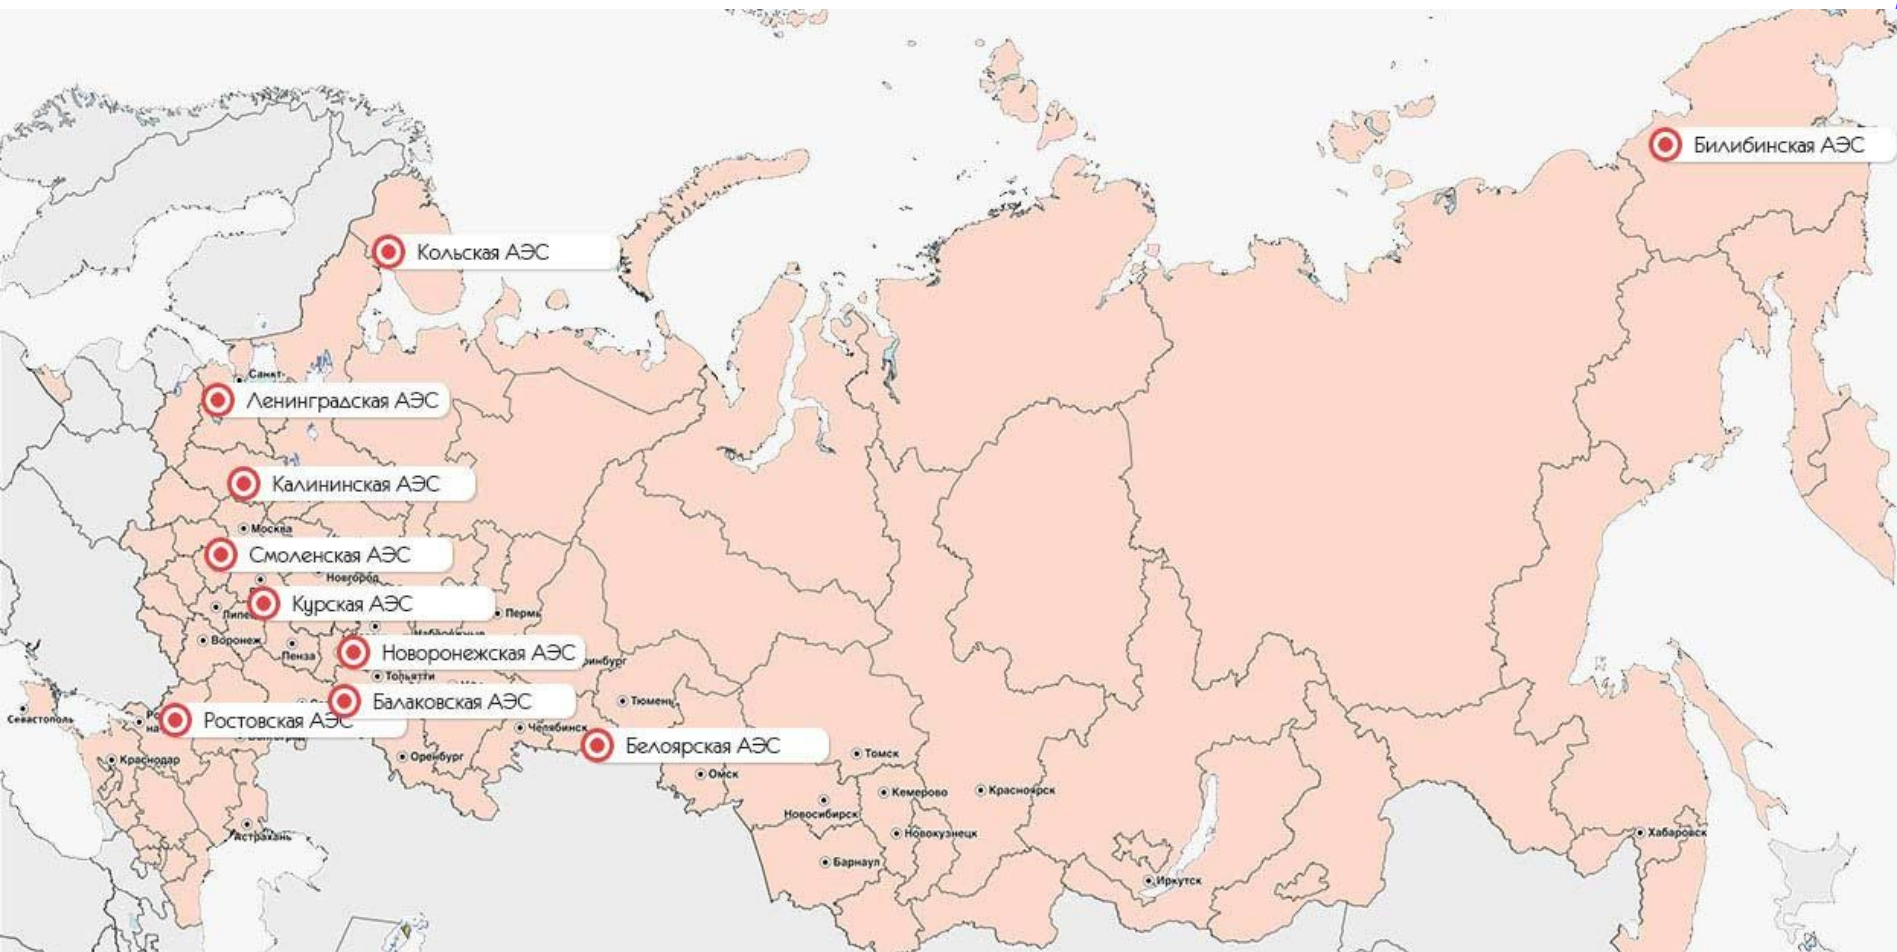 Билибинская АЭС
Кольская АЭС
Санкт-
Ленинградская АЭС
Калининская АЭС
Москва
Смоленская АЭС
Новгород
Курская АЭС
Пермь
Воронеж
Пенза
Новоронежская АЭС
Тольятти
Балаковская АЭС
Тюмень
Севастополь
Ростовская АЭС
Челябинск
Белоярская АЭС
Краснодар
Оренбург
Томск
Омск
Кемерово
Красноярск
Новосибирск
Астрахань
Новокузнецк
Хабаровск
Барнаул
Иркутск